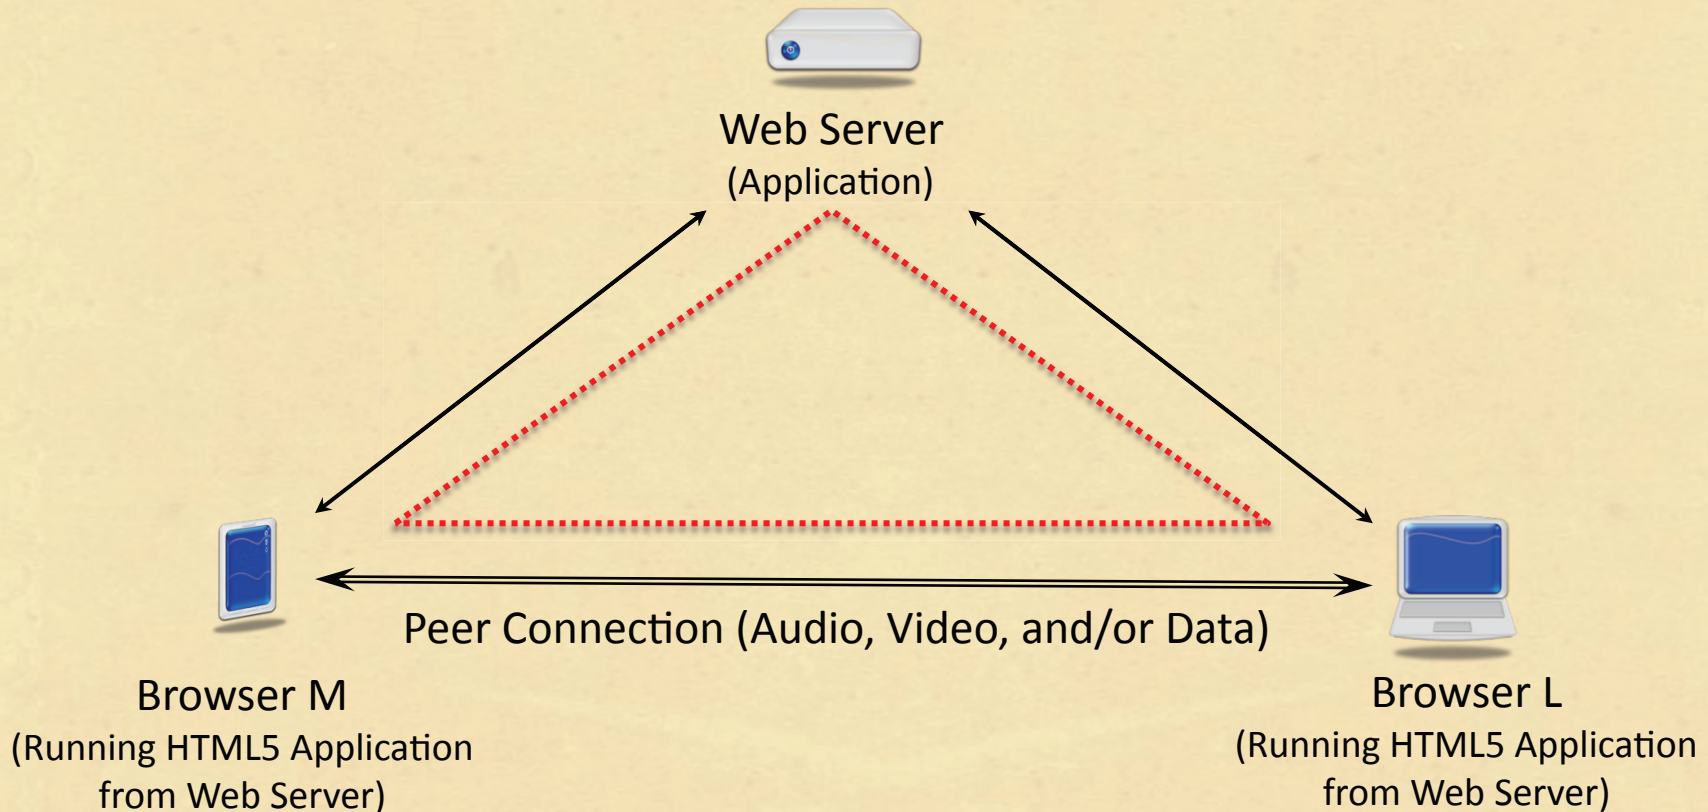 Web Server
(Application)
Peer Connection (Audio, Video, and/or Data)
Browser M
(Running HTML5 Application
from Web Server)
Browser L
(Running HTML5 Application
from Web Server)